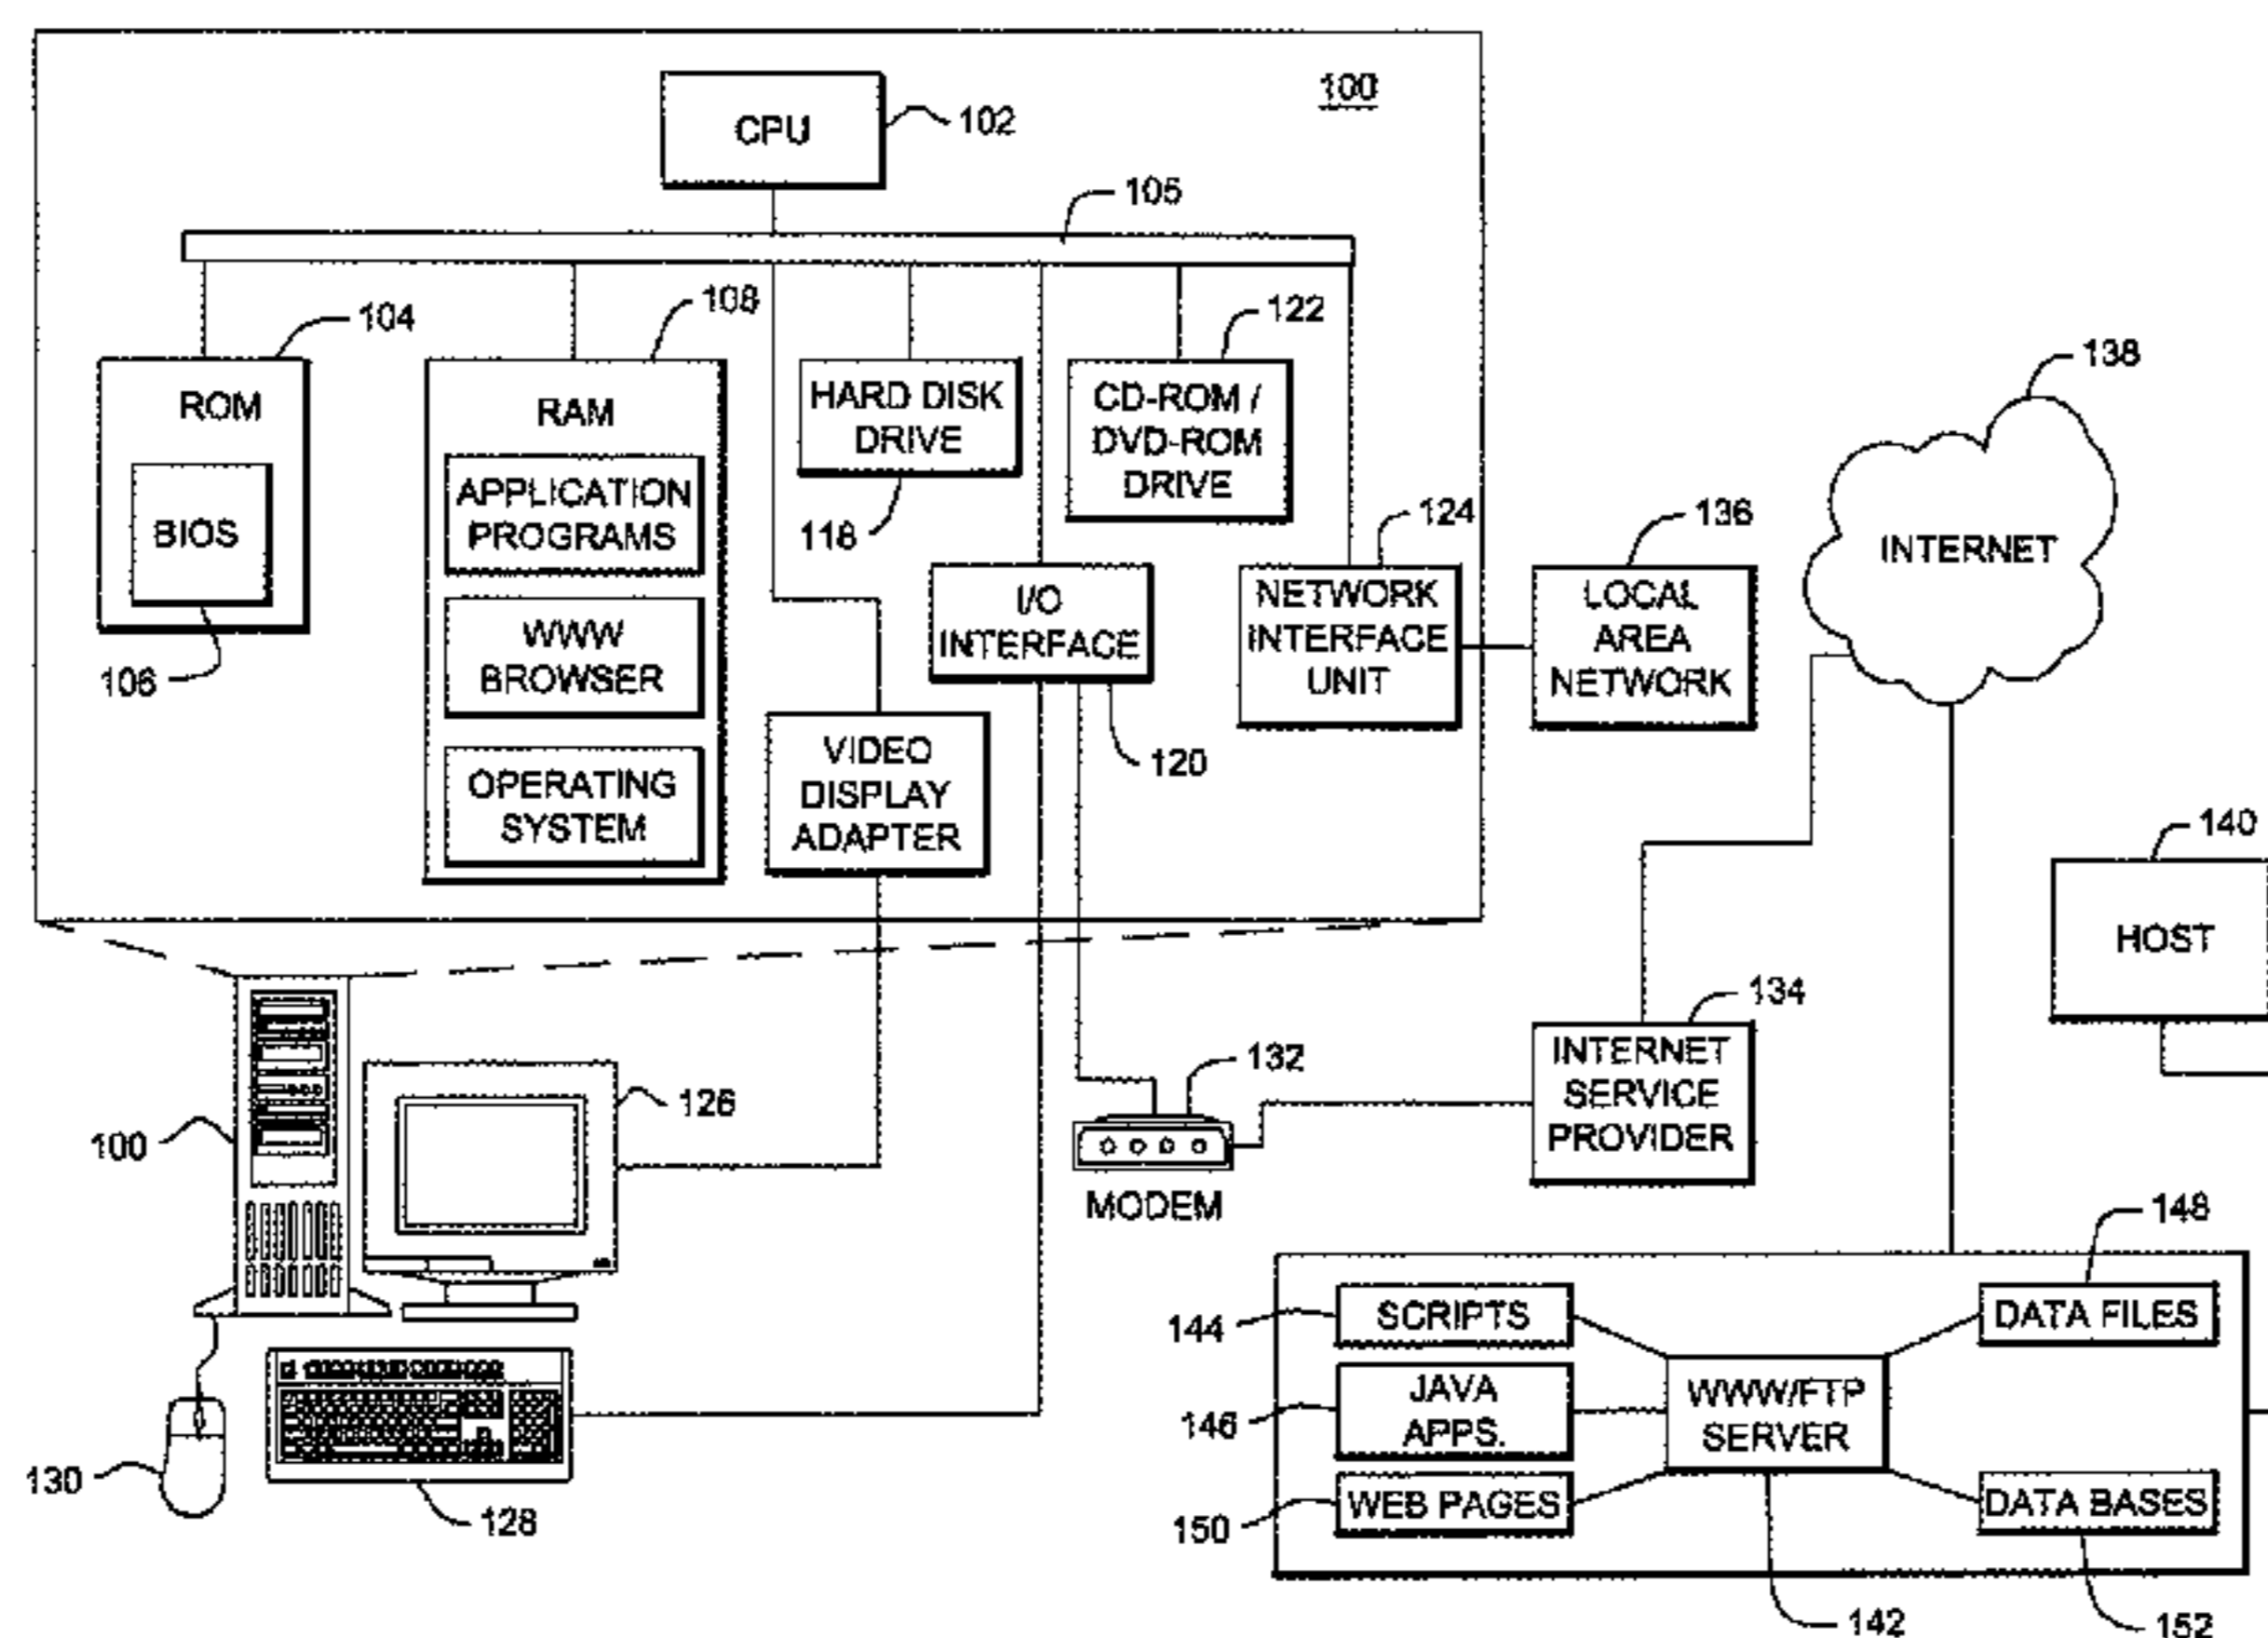 100
CPU
102
105
108
122
104
138
ROM
RAM
HARD DISK
DRIVE
CD-ROM /
DVD-ROM
DRIVE
APPLICATION
PROGRAMS
118
124
136
BIOS
INTERNET
I/O
INTERFACE
NETWORK
INTERFACE
UNIT
LOCAL
AREA
NETWORK
WWW
BROWSER
106
VIDEO
DISPLAY
ADAPTER
120
OPERATING
SYSTEM
140
HOST
134
INTERNET
SERVICE
PROVIDER
132
126
100
MODEM
148
144
SCRIPTS
DATA FILES
JAVA
APPS.
146
WWW/FTP
SERVER
130
128
150
WEB PAGES
DATA BASES
142
152